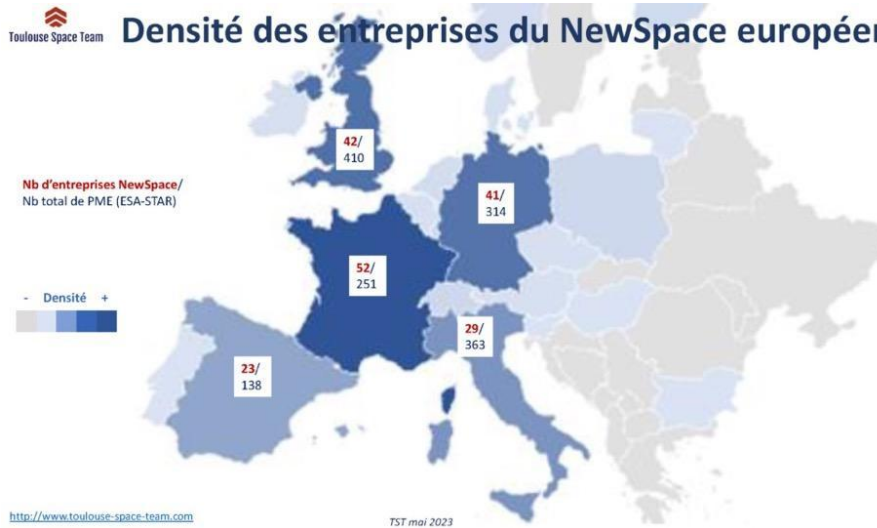 Toulouse Space Team
Densité des entreprises du NewSpace européen
42/
410
Nb d'entreprises NewSpace/
Nb total de PME (ESA-STAR)
41/
314
52/
251
- Densité +
29/
363
23/
138
http://www.toulouse-space-team.com
TST mai 2023